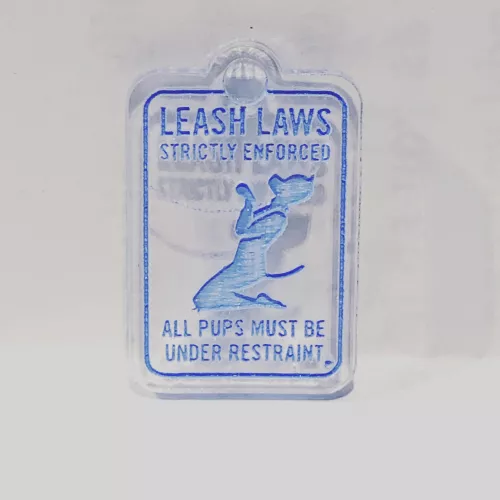 LEASH LAWS
STRICTLY ENFORCED
ALL PUPS MUST BE
UNDER RESTRAINT.